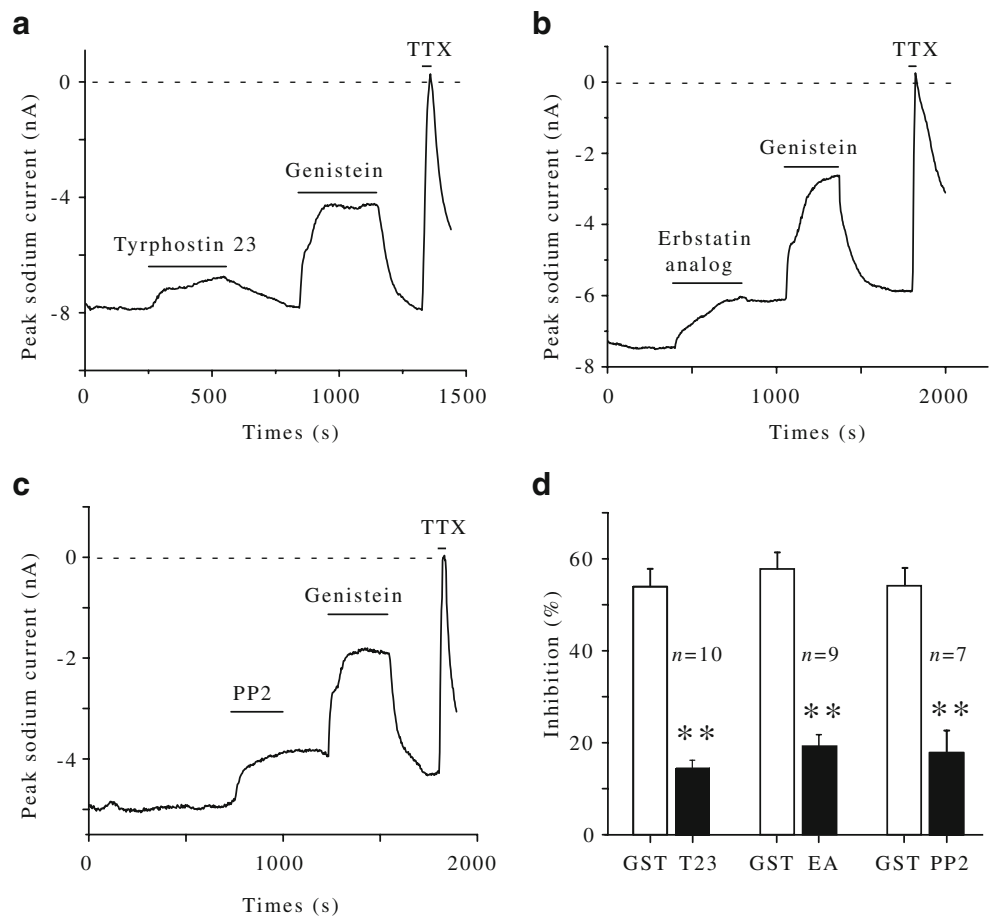 a
TTX
0
Genistein
-4
Tyrphostin 23
-8
Peak sodium current (nA)
0 500 1000 1500
Times (s)
b
TTX
0
Genistein
-2
-4
Erbstatin
analog
-6
-8
Peak sodium current (nA)
0 1000 2000
Times (s)
c
TTX
0
Genistein
-2
PP2
-4
Peak sodium current (nA)
0 1000 2000
Times (s)
d
60
40
20
0
Inhibition (%)
n=10 n=9 n=7
** ** **
GST T23 GST EA GST PP2